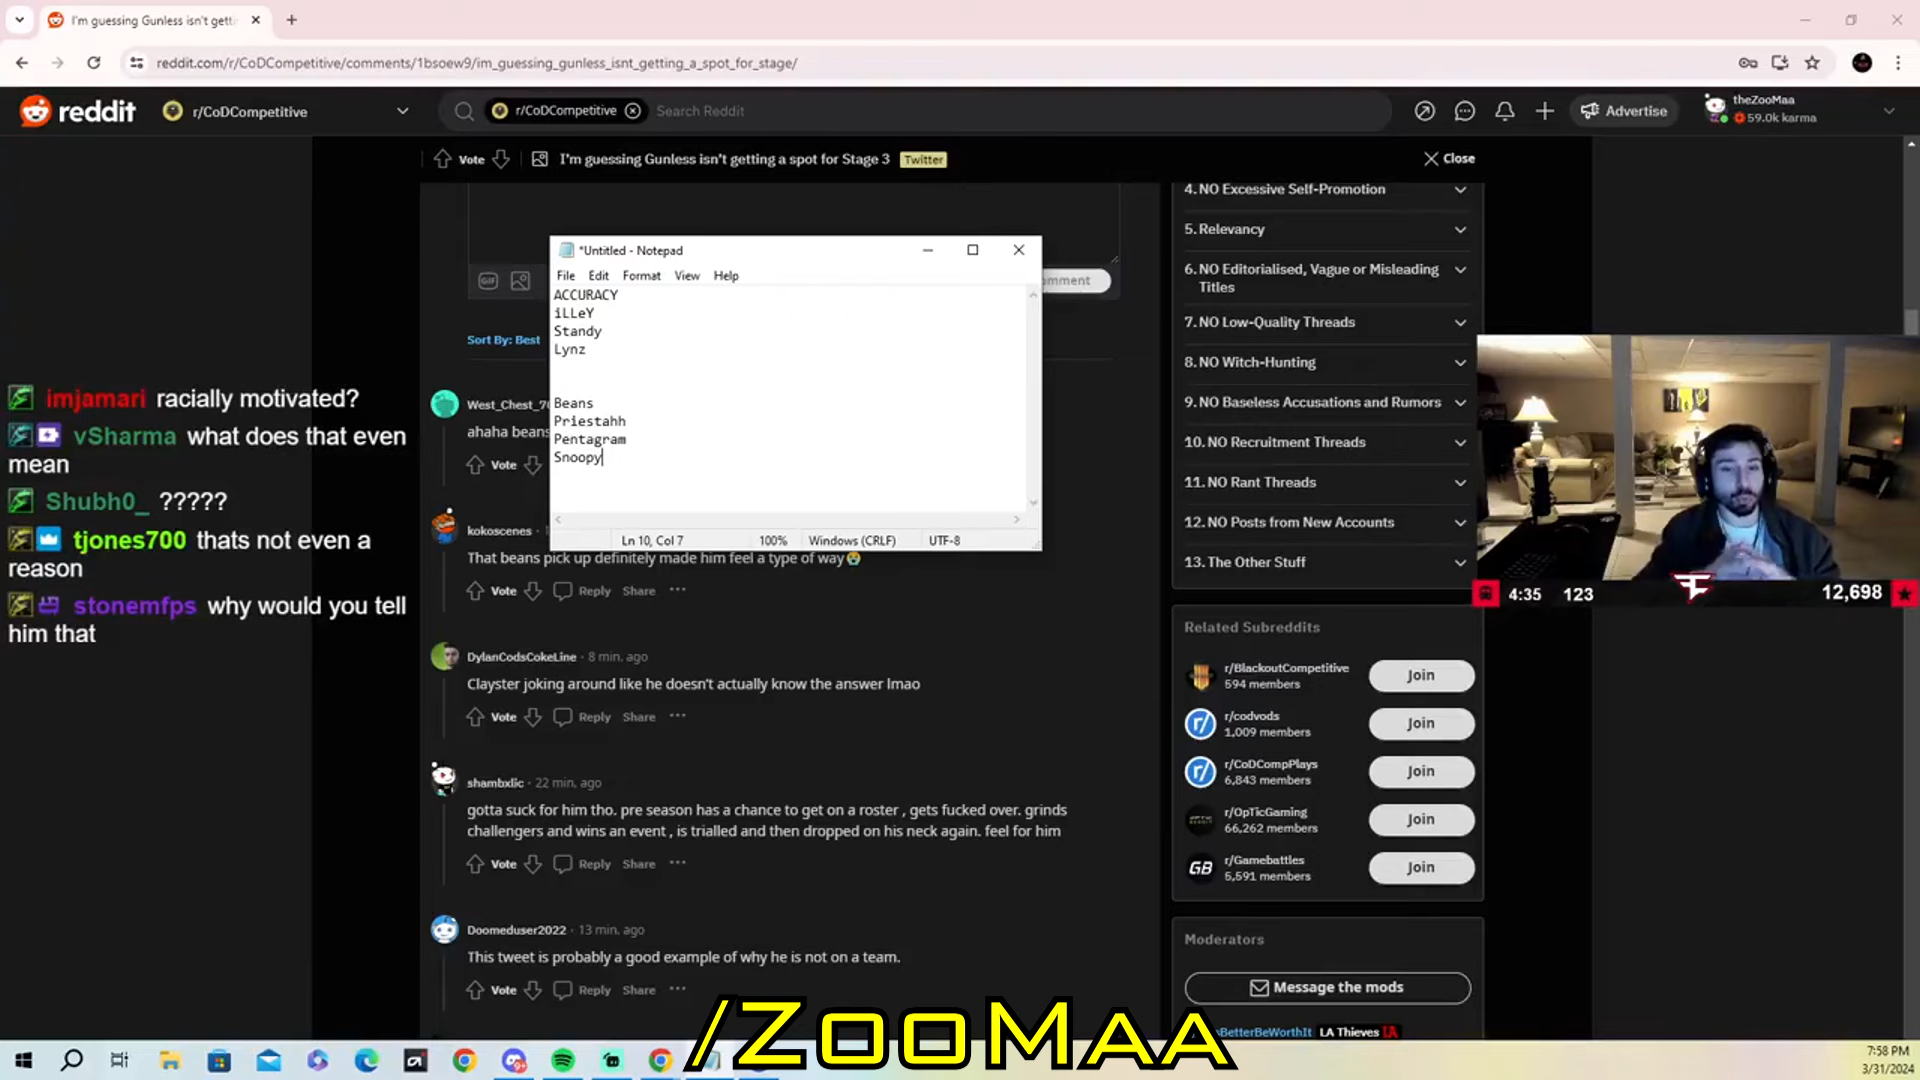 I'm guessing Gunless isn't getti
reddit.com/r/CoDCompetitive/comments/1bsoew9/im_guessing_gunless_isnt_getting_a_spot_for_stage/
reddit
r/CoDCompetitive
r/CoDCompetitive
Search Reddit
Advertise
theZooMaa
59.0k karma
Vote
I'm guessing Gunless isn't getting a spot for Stage 3
Twitter
Close
GIF
omment
Sort By: Best
*Untitled - Notepad
File Edit Format View Help
ACCURACY
iLLeY
Standy
Lynz
Beans
Priestahh
Pentagram
Snoopy
Ln 10, Col 7
100%
Windows (CRLF)
UTF-8
West_Chest_70
ahaha beans
Vote
kokoscenes
That beans pick up definitely made him feel a type of way😭
Vote Reply Share ···
DylanCodsCokeLine · 8 min. ago
Clayster joking around like he doesn't actually know the answer lmao
Vote Reply Share ···
shambxlic · 22 min. ago
gotta suck for him tho. pre season has a chance to get on a roster , gets fucked over. grinds
challengers and wins an event , is trialled and then dropped on his neck again. feel for him
Vote Reply Share ···
Doomeduser2022 · 13 min. ago
This tweet is probably a good example of why he is not on a team.
Vote Reply Share ···
4. NO Excessive Self-Promotion
5. Relevancy
6. NO Editorialised, Vague or Misleading
Titles
7. NO Low-Quality Threads
8. NO Witch-Hunting
9. NO Baseless Accusations and Rumors
10. NO Recruitment Threads
11. NO Rant Threads
12. NO Posts from New Accounts
13. The Other Stuff
Related Subreddits
r/BlackoutCompetitive
594 members
Join
r/codvods
1,009 members
Join
r/CoDCompPlays
6,843 members
Join
r/OpTicGaming
66,262 members
Join
GB
r/Gamebattles
5,591 members
Join
Moderators
Message the mods
BetterBeWorthIt LA Thieves
imjamari racially motivated?
vSharma what does that even
mean
Shubh0_ ?????
tjones700 thats not even a
reason
stonemfps why would you tell
him that
4:35 123
12,698
/ZooMaa
7:58 PM
3/31/2024